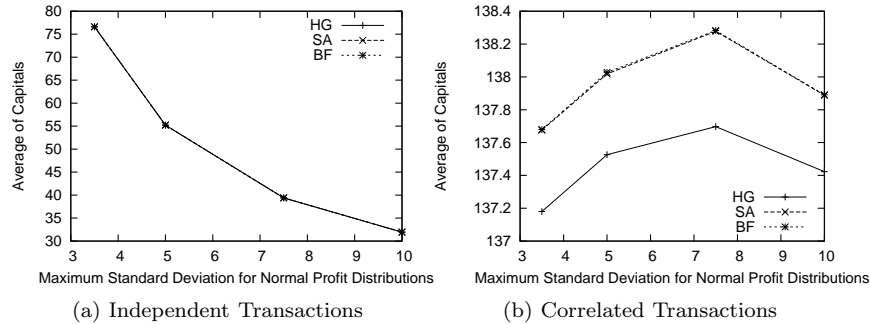 80
75
70
65
60
55
50
45
40
35
30
Average of Capitals
HG
SA
BF
3 4 5 6 7 8 9 10
Maximum Standard Deviation for Normal Profit Distributions
(a) Independent Transactions
138.4
138.2
138
137.8
137.6
137.4
137.2
137
Average of Capitals
HG
SA
BF
3 4 5 6 7 8 9 10
Maximum Standard Deviation for Normal Profit Distributions
(b) Correlated Transactions